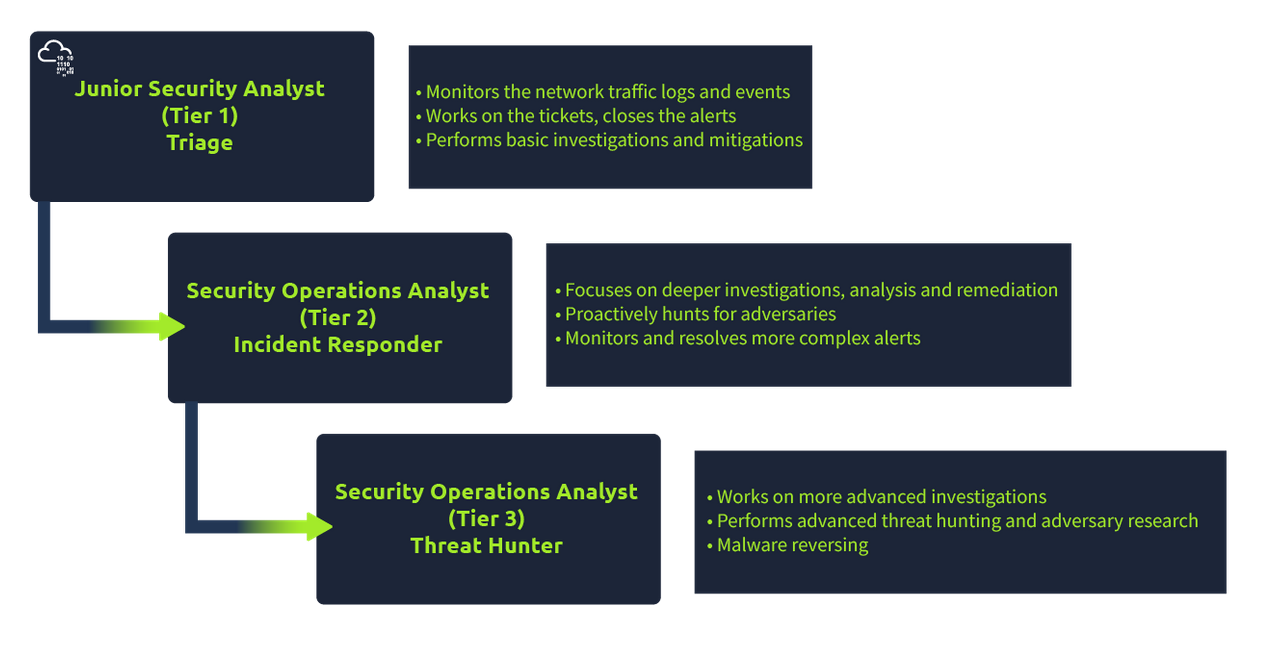 Junior Security Analyst
(Tier 1)
Triage
• Monitors the network traffic logs and events
• Works on the tickets, closes the alerts
• Performs basic investigations and mitigations
Security Operations Analyst
(Tier 2)
Incident Responder
• Focuses on deeper investigations, analysis and remediation
• Proactively hunts for adversaries
• Monitors and resolves more complex alerts
Security Operations Analyst
(Tier 3)
Threat Hunter
• Works on more advanced investigations
• Performs advanced threat hunting and adversary research
• Malware reversing